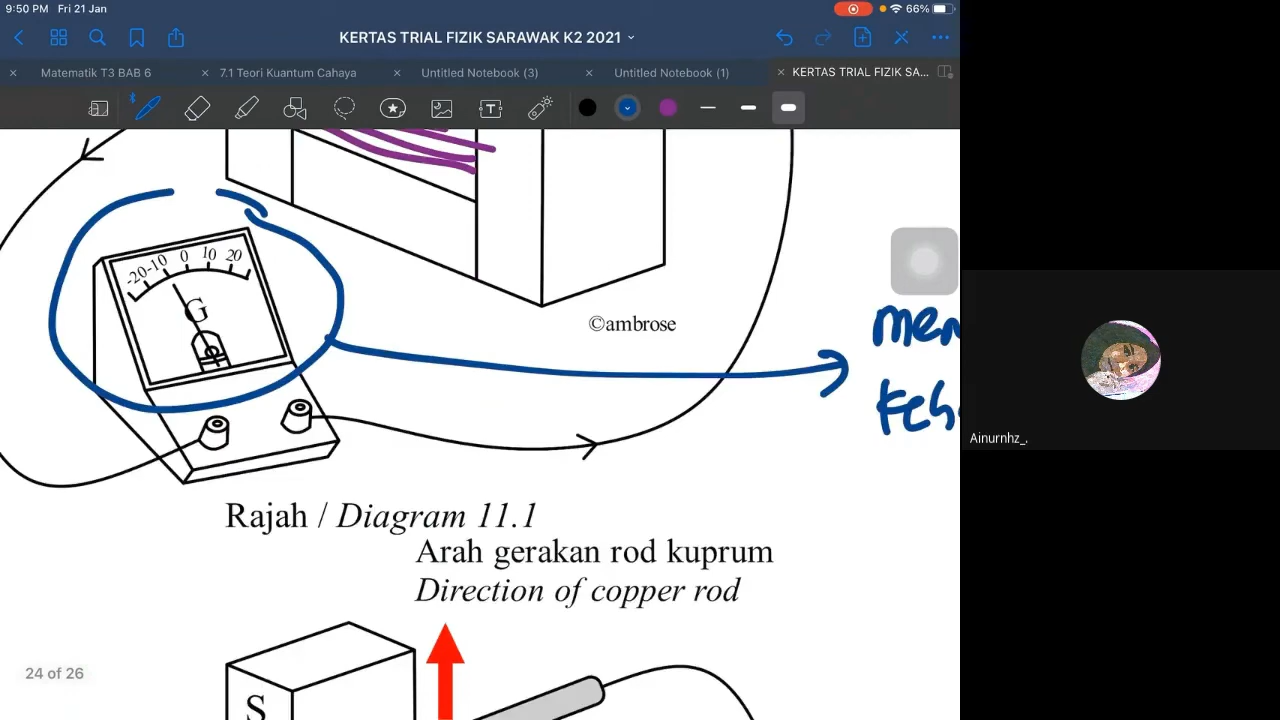 9:50 PM Fri 21 Jan
66%
KERTAS TRIAL FIZIK SARAWAK K2 2021
Matematik T3 BAB 6
7.1 Teori Kuantum Cahaya
Untitled Notebook (3)
Untitled Notebook (1)
KERTAS TRIAL FIZIK SA...
T
-20 -10 0 10 20
G
©ambrose
Rajah / Diagram 11.1
Arah gerakan rod kuprum
Direction of copper rod
24 of 26
S
Ainurnhz_.